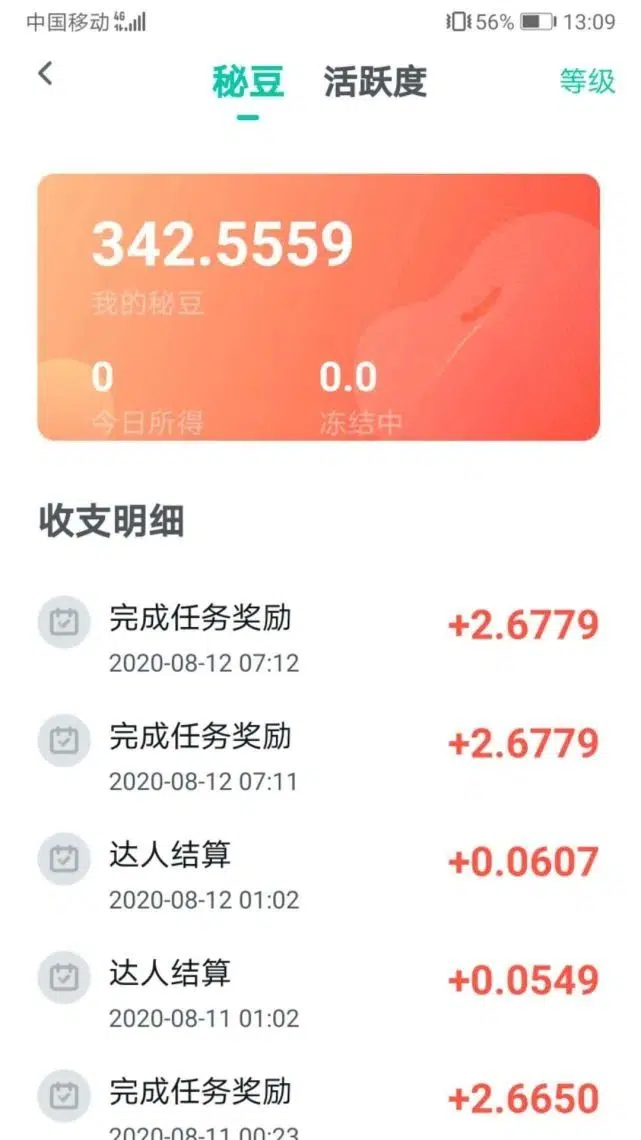 中国移动 4G 56% 13:09
秘豆 活跃度 等级
342.5559
我的秘豆
0 0.0
今日所得 冻结中
收支明细
完成任务奖励 +2.6779
2020-08-12 07:12
完成任务奖励 +2.6779
2020-08-12 07:11
达人结算 +0.0607
2020-08-12 01:02
达人结算 +0.0549
2020-08-11 01:02
完成任务奖励 +2.6650
2020-08-11 00:23